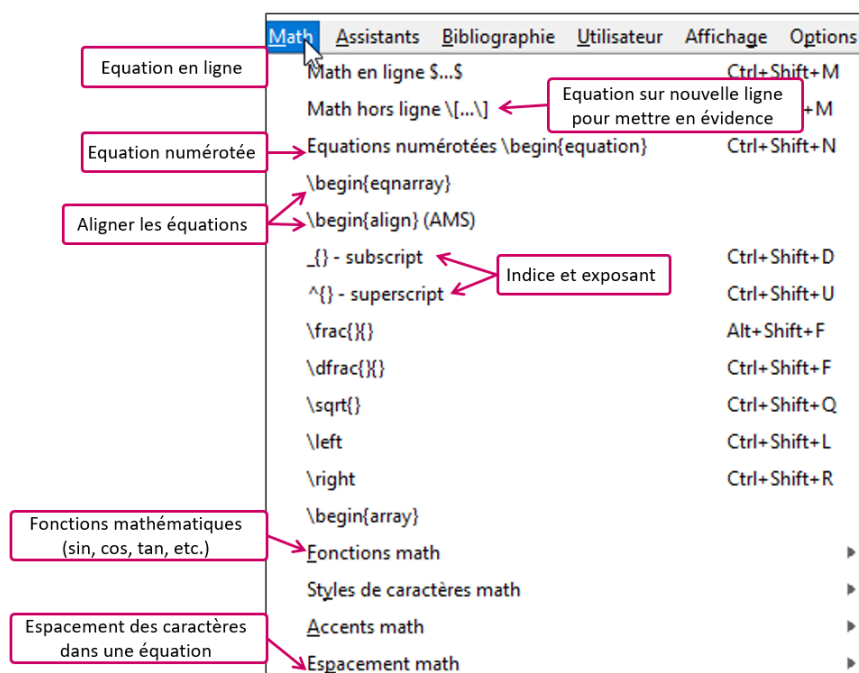 Math Assistants Bibliographie Utilisateur Affichage Options
Equation en ligne
Math en ligne $...$ Ctrl+Shift+M
Math hors ligne \[...\] +M
Equation sur nouvelle ligne
pour mettre en évidence
Equation numérotée
Equations numérotées \begin{equation} Ctrl+Shift+N
\begin{eqnarray}
Aligner les équations
\begin{align} (AMS)
_{} - subscript Ctrl+Shift+D
Indice et exposant
^{} - superscript Ctrl+Shift+U
\frac{}{} Alt+Shift+F
\dfrac{}{} Ctrl+Shift+F
\sqrt{} Ctrl+Shift+Q
\left Ctrl+Shift+L
\right Ctrl+Shift+R
\begin{array}
Fonctions mathématiques
(sin, cos, tan, etc.)
Fonctions math
Styles de caractères math
Accents math
Espacement des caractères
dans une équation
Espacement math